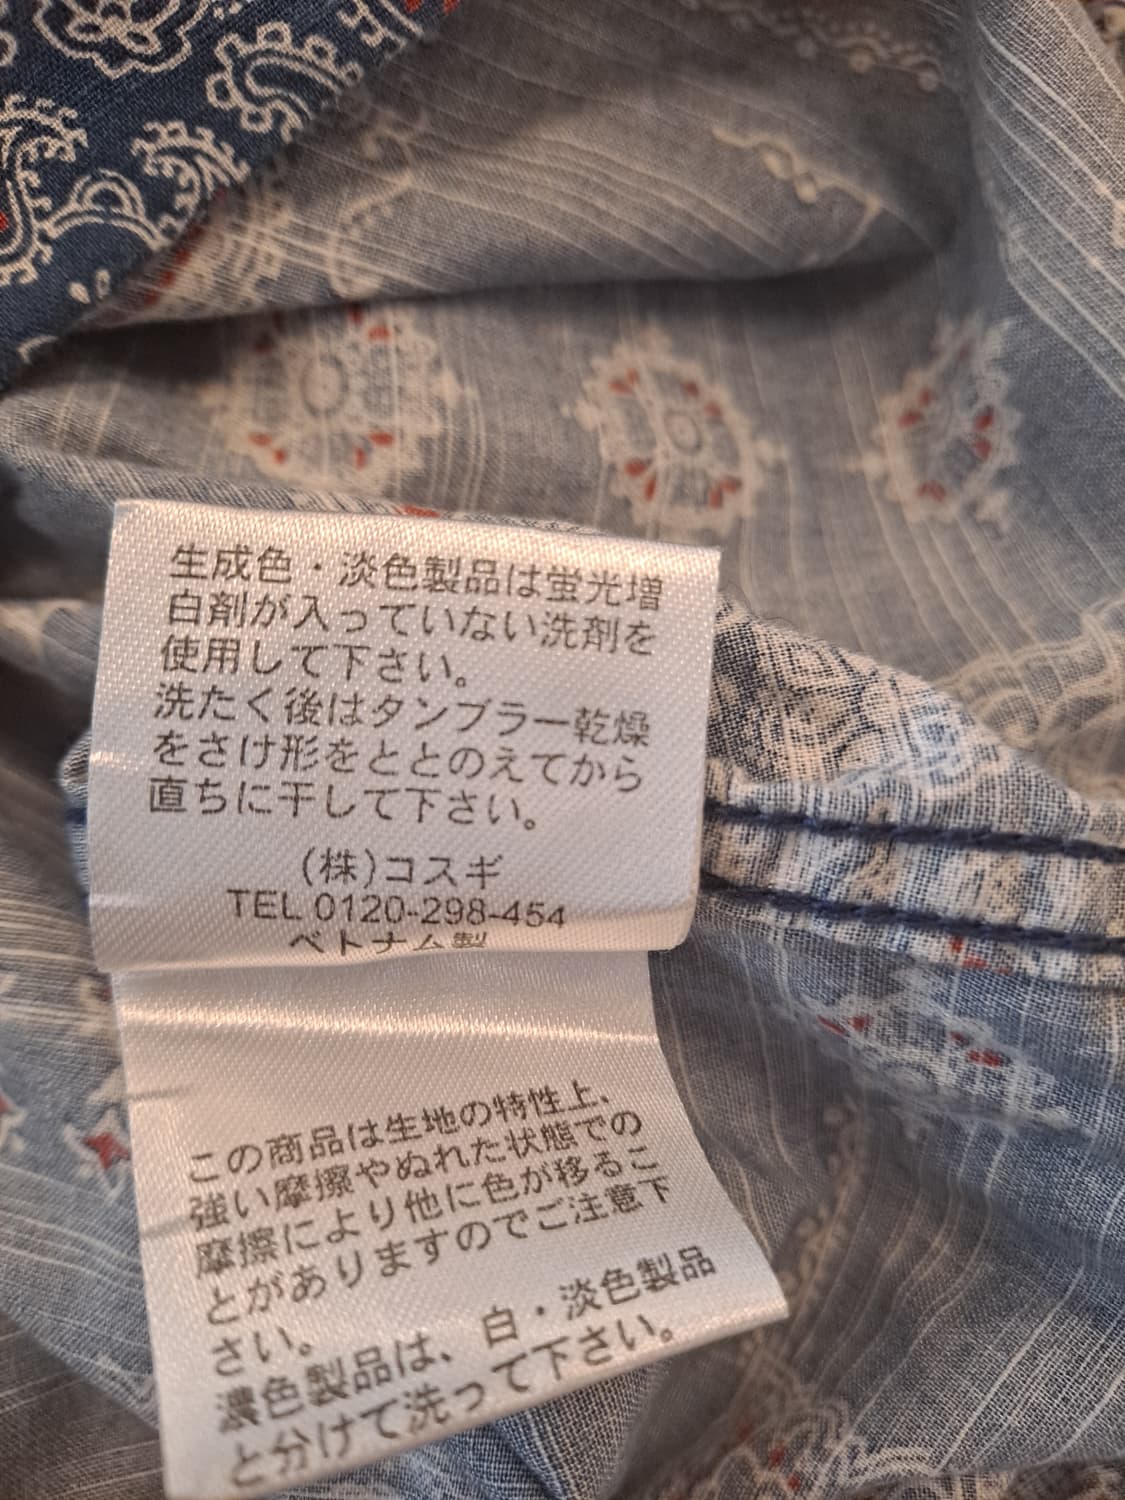 生成色・淡色製品は蛍光増
白剤が入っていない洗剤を
使用して下さい。
洗たく後はタンブラー乾燥
をさけ形をととのえてから
直ちに干して下さい。
(株)コスギ
TEL 0120-298-454
ベトナム製
この商品は生地の特性上、
強い摩擦やぬれた状態での
摩擦により他に色が移るこ
とがありますのでご注意下
さい。
濃色製品は、白・淡色製品
と分けて洗って下さい。